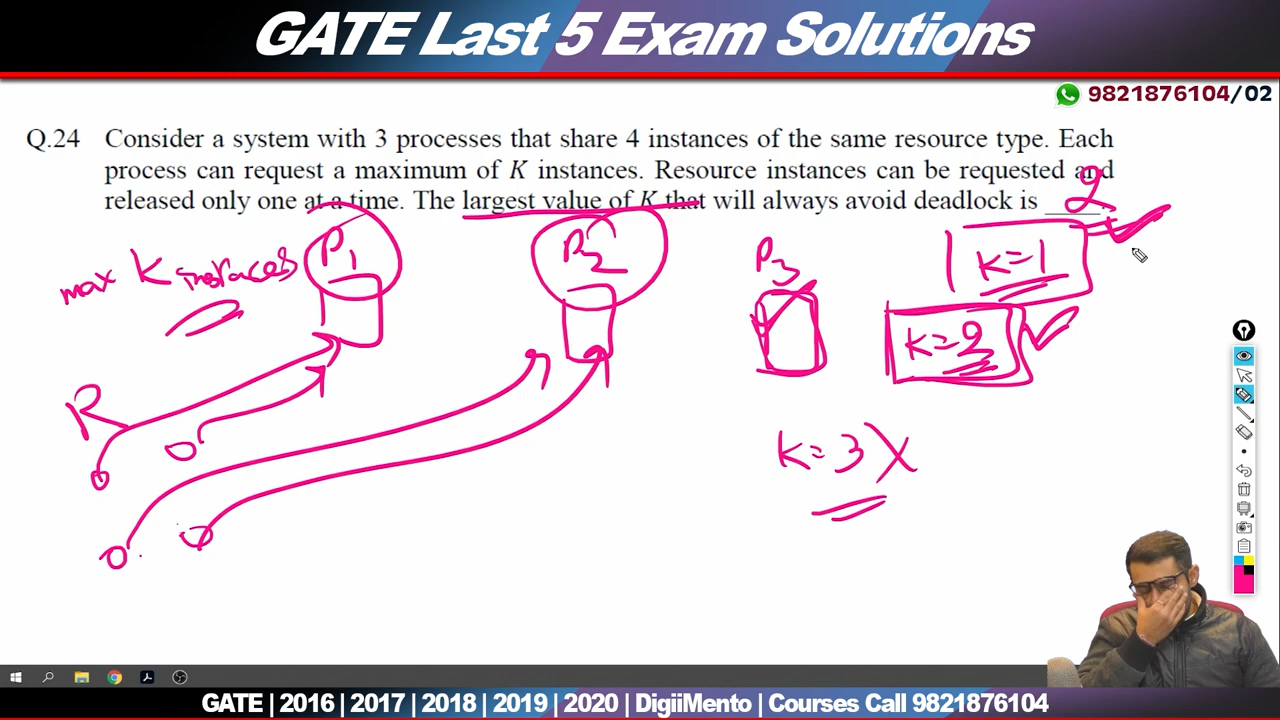 GATE Last 5 Exam Solutions
9821876104/02
Q.24 Consider a system with 3 processes that share 4 instances of the same resource type. Each
process can request a maximum of K instances. Resource instances can be requested and
released only one at a time. The largest value of K that will always avoid deadlock is ____.
2
P1
P2
P3
max K instaces
K=1
K=2
R
K=3 X
GATE | 2016 | 2017 | 2018 | 2019 | 2020 | DigiiMento | Courses Call 9821876104